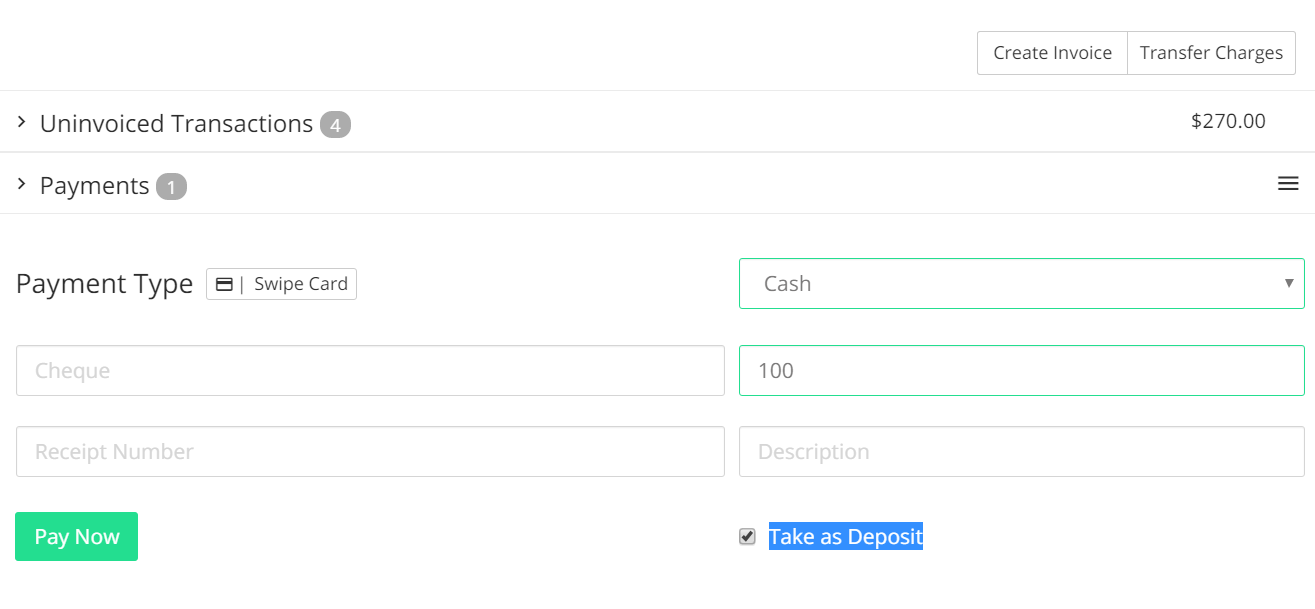 Create Invoice Transfer Charges
Uninvoiced Transactions 4 $270.00
Payments 1
Payment Type | Swipe Card Cash
Cheque 100
Receipt Number Description
Pay Now Take as Deposit